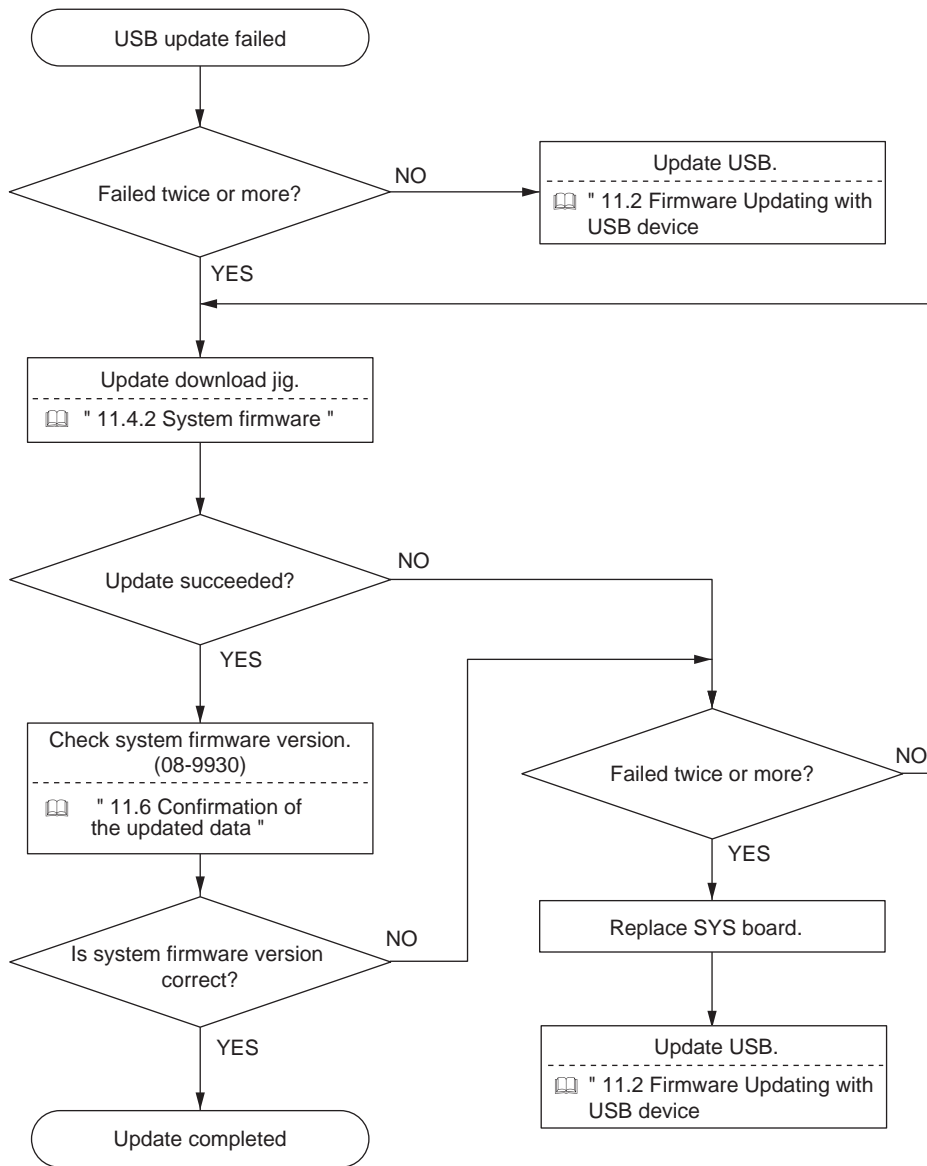 USB update failed
Failed twice or more?
NO
Update USB.
" 11.2 Firmware Updating with
USB device
YES
Update download jig.
" 11.4.2 System firmware "
Update succeeded?
NO
YES
Check system firmware version.
(08-9930)
" 11.6 Confirmation of
the updated data "
Failed twice or more?
NO
YES
Replace SYS board.
Is system firmware version
correct?
NO
YES
Update USB.
" 11.2 Firmware Updating with
USB device
Update completed